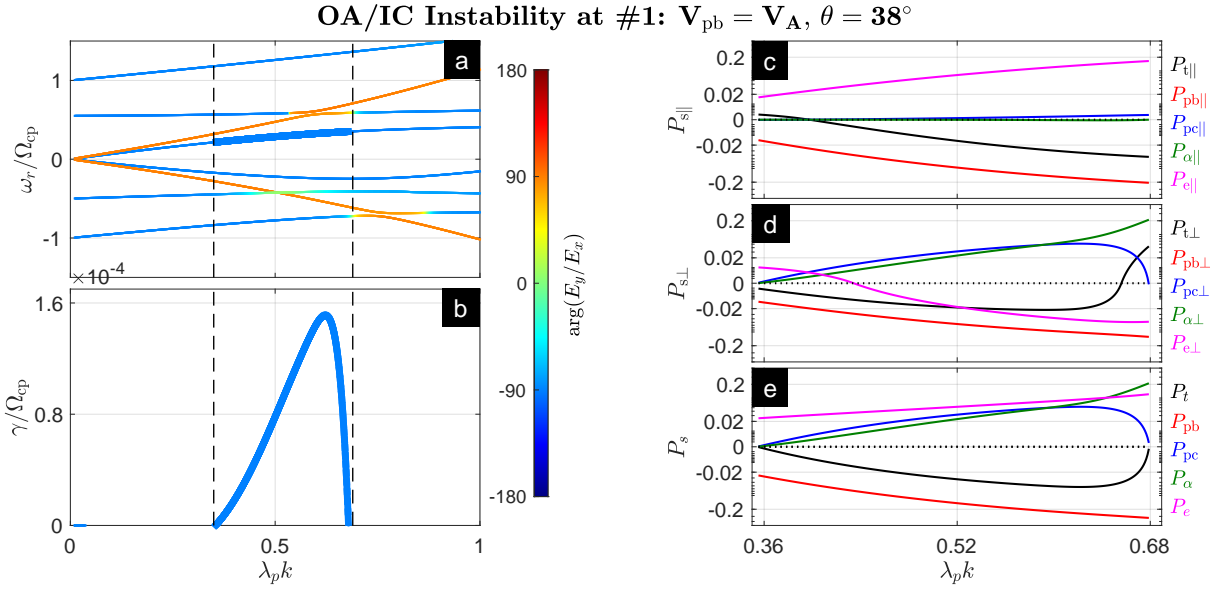 OA/IC Instability at #1: V_pb = V_A, θ = 38°
a
1
0
-1
ω_r/Ω_cp
×10^-4
b
1.6
0.8
0
γ/Ω_cp
0
0.5
1
λ_p k
180
90
0
-90
-180
arg(E_y/E_x)
c
0.2
0.02
0
-0.02
-0.2
P_s||
P_t||
P_pb||
P_pc||
P_α||
P_e||
d
0.2
0.02
0
-0.02
-0.2
P_s⊥
P_t⊥
P_pb⊥
P_pc⊥
P_α⊥
P_e⊥
e
0.2
0.02
0
-0.02
-0.2
P_s
P_t
P_pb
P_pc
P_α
P_e
0.36
0.52
0.68
λ_p k